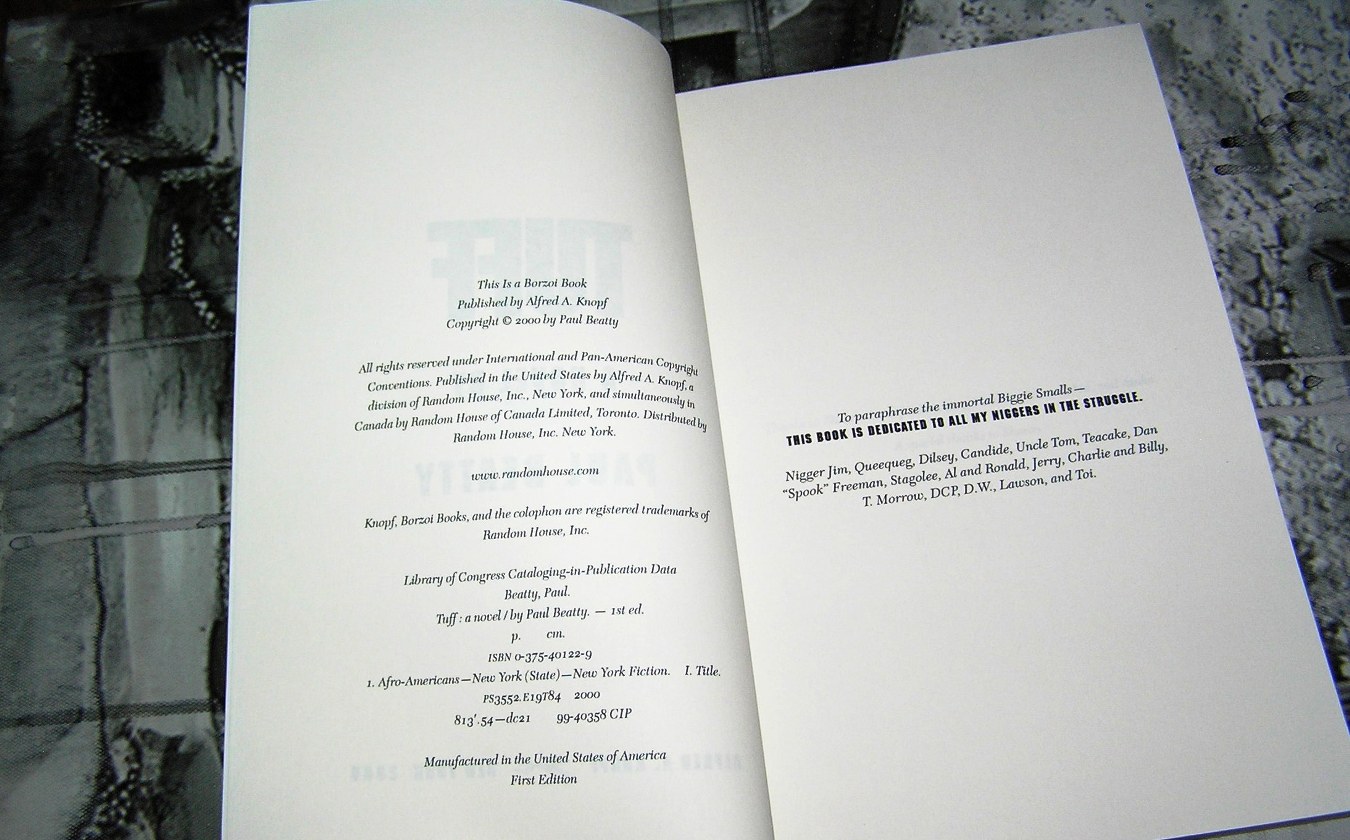 This Is a Borzoi Book
Published by Alfred A. Knopf
Copyright © 2000 by Paul Beatty
All rights reserved under International and Pan-American Copyright
Conventions. Published in the United States by Alfred A. Knopf, a
division of Random House, Inc., New York, and simultaneously in
Canada by Random House of Canada Limited, Toronto. Distributed by
Random House, Inc. New York.
www.randomhouse.com
Knopf, Borzoi Books, and the colophon are registered trademarks of
Random House, Inc.
Library of Congress Cataloging-in-Publication Data
Beatty, Paul.
Tuff : a novel / by Paul Beatty. — 1st ed.
p. cm.
ISBN 0-375-40122-9
1. Afro-Americans—New York (State)—New York Fiction. I. Title.
PS3552.E19T84 2000
813'.54—dc21 99-40358 CIP
Manufactured in the United States of America
First Edition
To paraphrase the immortal Biggie Smalls—
THIS BOOK IS DEDICATED TO ALL MY NIGGERS IN THE STRUGGLE.
Nigger Jim, Queequeg, Dilsey, Candide, Uncle Tom, Teacake, Dan
"Spook" Freeman, Stagolee, Al and Ronald, Jerry, Charlie and Billy,
T. Morrow, DCP, D.W., Lawson, and Toi.